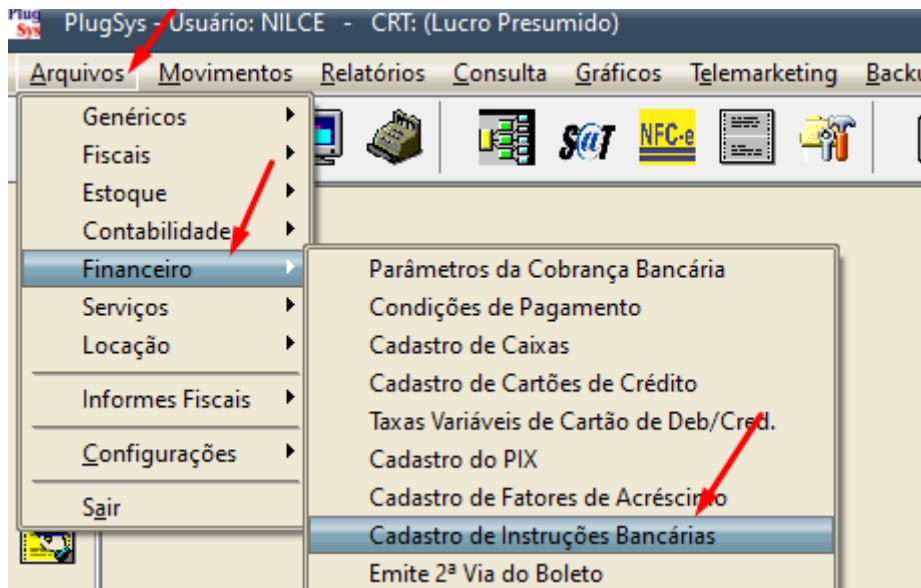 Plug Sys PlugSys - Usuário: NILCE - CRT: (Lucro Presumido)
Arquivos Movimentos Relatórios Consulta Gráficos Telemarketing Backu
Genéricos
Fiscais
Estoque
Contabilidade
Financeiro
Serviços
Locação
Informes Fiscais
Configurações
Sair
S@T NFC-e
Parâmetros da Cobrança Bancária
Condições de Pagamento
Cadastro de Caixas
Cadastro de Cartões de Crédito
Taxas Variáveis de Cartão de Deb/Cred.
Cadastro do PIX
Cadastro de Fatores de Acréscimo
Cadastro de Instruções Bancárias
Emite 2ª Via do Boleto